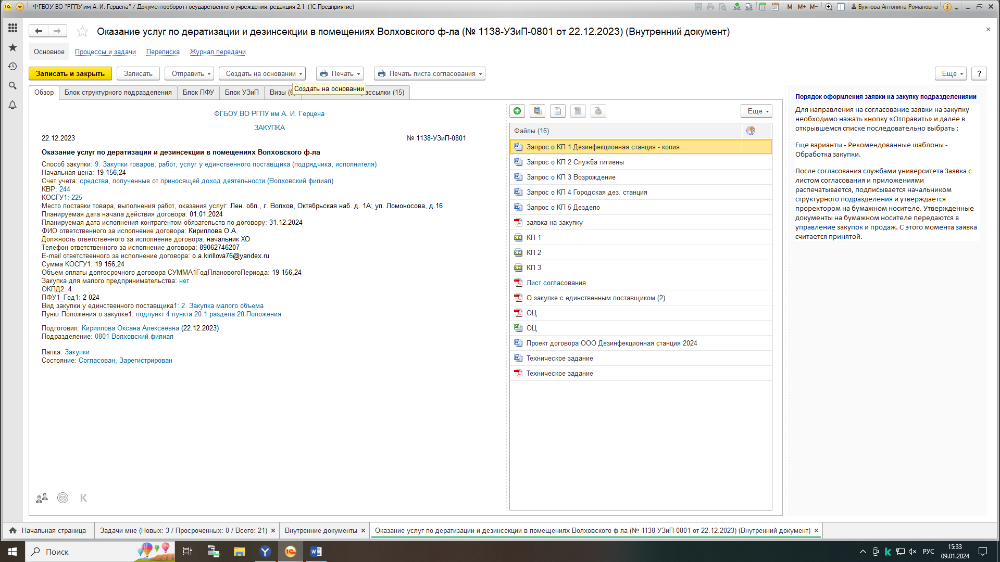 ФГБОУ ВО "РГПУ им А. И. Герцена" / Документооборот государственного учреждения, редакция 2.1 (1С:Предприятие)
M M+ M- Буянова Антонина Романовна
Оказание услуг по дератизации и дезинсекции в помещениях Волховского ф-ла (№ 1138-УЗиП-0801 от 22.12.2023) (Внутренний документ)
Основное Процессы и задачи Переписка Журнал передачи
Записать и закрыть Записать Отправить Создать на основании Печать Печать листа согласования Еще ?
Создать на основании
Обзор Блок структурного подразделения Блок ПФУ Блок УЗиП Визы (6 ссылки (15)
ФГБОУ ВО РГПУ им А. И. Герцена
ЗАКУПКА
22.12.2023 № 1138-УЗиП-0801
Оказание услуг по дератизации и дезинсекции в помещениях Волховского ф-ла
Способ закупки: 9. Закупки товаров, работ, услуг у единственного поставщика (подрядчика, исполнителя)
Начальная цена: 19 156,24
Счет учета: средства, полученные от приносящей доход деятельности (Волховский филиал)
КВР: 244
КОСГУ1: 225
Место поставки товара, выполнения работ, оказания услуг: Лен. обл., г. Волхов, Октябрьская наб. д. 1А; ул. Ломоносова, д.16
Планируемая дата начала действия договора: 01.01.2024
Планируемая дата исполнения контрагентом обязательств по договору: 31.12.2024
ФИО ответственного за исполнение договора: Кириллова О.А.
Должность ответственного за исполнение договора: начальник ХО
Телефон ответственного за исполнение договора: 89062746207
E-mail ответственного за исполнение договора: o.a.kirillova76@yandex.ru
Сумма КОСГУ1: 19 156,24
Объем оплаты долгосрочного договора СУММА1ГодПлановогоПериода: 19 156,24
Закупка для малого предпринимательства: нет
ОКПД2: 4
ПФУ1_Год1: 2 024
Вид закупки у единственного поставщика1: 2. Закупка малого объема
Пункт Положения о закупке1: подпункт 4 пункта 20.1 раздела 20 Положения
Подготовил: Кириллова Оксана Алексеевна (22.12.2023)
Подразделение: 0801 Волховский филиал
Папка: Закупки
Состояние: Согласован, Зарегистрирован
К
Еще
Файлы (16)
Запрос о КП 1 Дезинфекционная станция - копия
Запрос о КП 2 Служба гигиены
Запрос о КП 3 Возрождение
Запрос о КП 4 Городская дез. станция
Запрос о КП 5 Дездело
заявка на закупку
КП 1
КП 2
КП 3
Лист согласования
О закупке с единственным поставщиком (2)
ОЦ
ОЦ
Проект договора ООО Дезинфекционная станция 2024
Техническое задание
Техническое задание
Порядок оформления заявки на закупку подразделениями
Для направления на согласование заявки на закупку
необходимо нажать кнопку «Отправить» и далее в
открывшемся списке последовательно выбрать :
Еще варианты - Рекомендованные шаблоны -
Обработка закупки.
После согласования службами университета Заявка с
листом согласования и приложениями
распечатывается, подписывается начальником
структурного подразделения и утверждается
проректором на бумажном носителе. Утвержденные
документы на бумажном носителе передаются в
управление закупок и продаж. С этого момента заявка
считается принятой.
Начальная страница Задачи мне (Новых: 3 / Просроченных: 0 / Всего: 21) Внутренние документы Оказание услуг по дератизации и дезинсекции в помещениях Волховского ф-ла (№ 1138-УЗиП-0801 от 22.12.2023) (Внутренний документ)
Поиск
РУС
15:33
09.01.2024